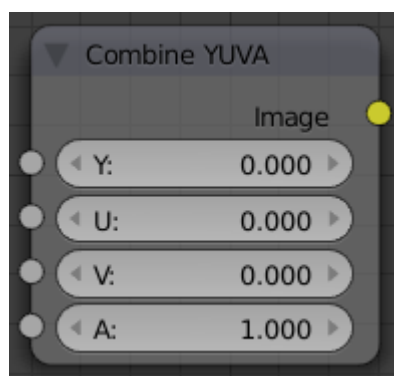 Combine YUVA
Image
Y: 0.000
U: 0.000
V: 0.000
A: 1.000